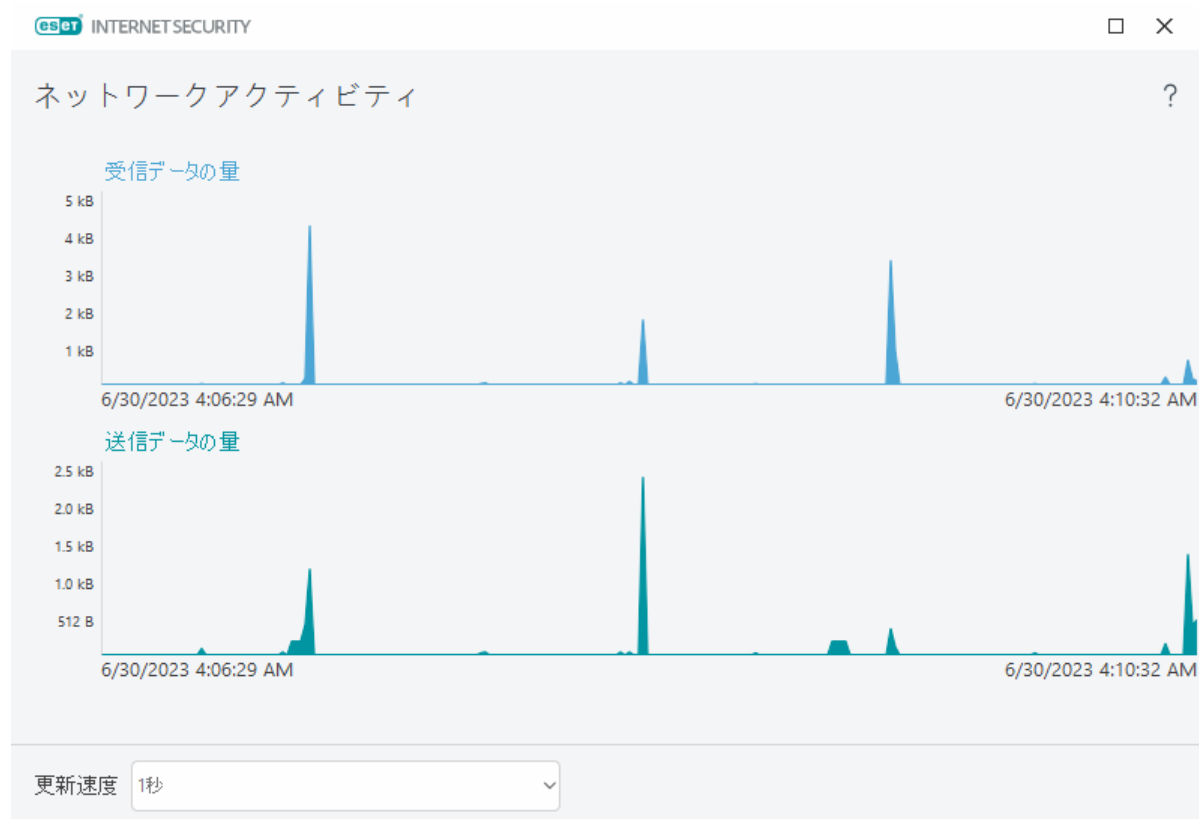 eset INTERNET SECURITY
ネットワークアクティビティ
?
受信データの量
5 kB
4 kB
3 kB
2 kB
1 kB
6/30/2023 4:06:29 AM 6/30/2023 4:10:32 AM
送信データの量
2.5 kB
2.0 kB
1.5 kB
1.0 kB
512 B
6/30/2023 4:06:29 AM 6/30/2023 4:10:32 AM
更新速度 1秒